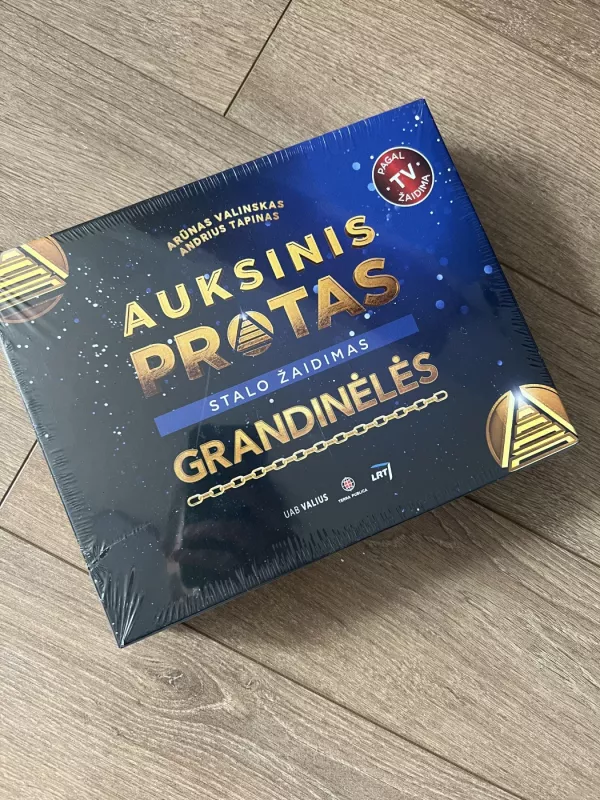 PAGAL
TV
ŽAIDIMĄ
ARŪNAS VALINSKAS
ANDRIUS TAPINAS
AUKSINIS
PROTAS
STALO ŽAIDIMAS
GRANDINĖLĖS
UAB VALIUS
TERRA PUBLICA
LRT